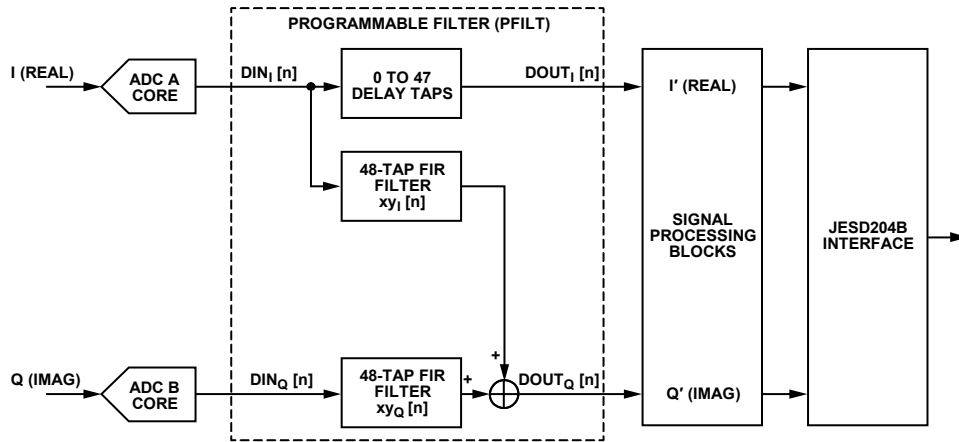 PROGRAMMABLE FILTER (PFILT)
I (REAL)
ADC A
CORE
DINI [n]
0 TO 47
DELAY TAPS
DOUTI [n]
I′ (REAL)
48-TAP FIR
FILTER
xyI [n]
SIGNAL
PROCESSING
BLOCKS
JESD204B
INTERFACE
+
Q (IMAG)
ADC B
CORE
DINQ [n]
48-TAP FIR
FILTER
xyQ [n]
+
DOUTQ [n]
Q′ (IMAG)